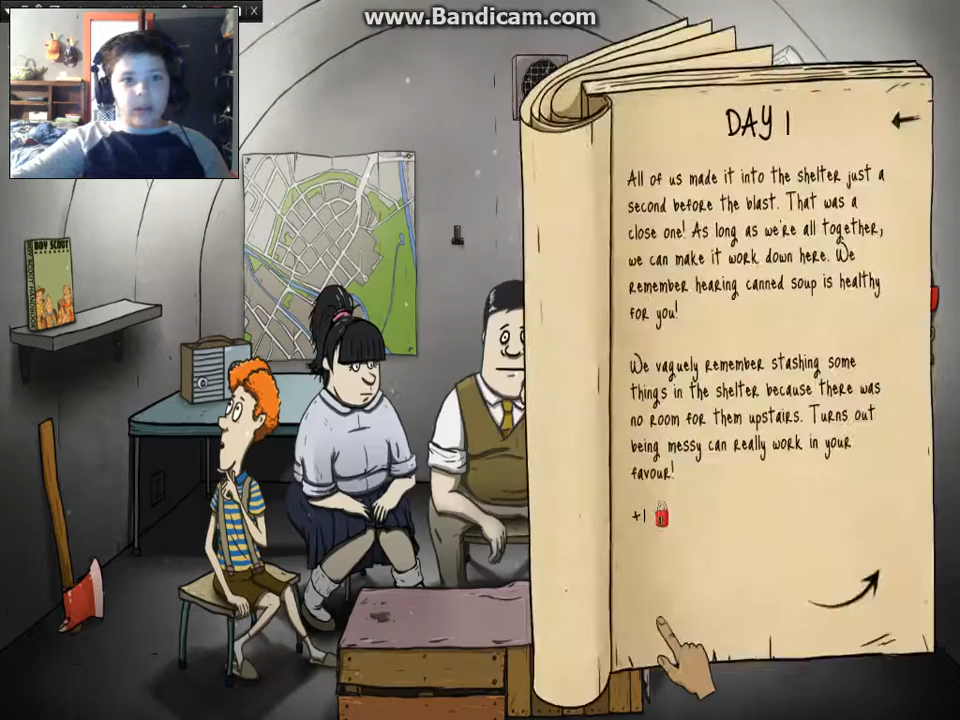 www.Bandicam.com
BOY SCOUT
DAY 1
All of us made it into the shelter just a
second before the blast. That was a
close one! As long as we're all together,
we can make it work down here. We
remember hearing canned soup is healthy
for you!
We vaguely remember stashing some
things in the shelter because there was
no room for them upstairs. Turns out
being messy can really work in your
favour!
+1